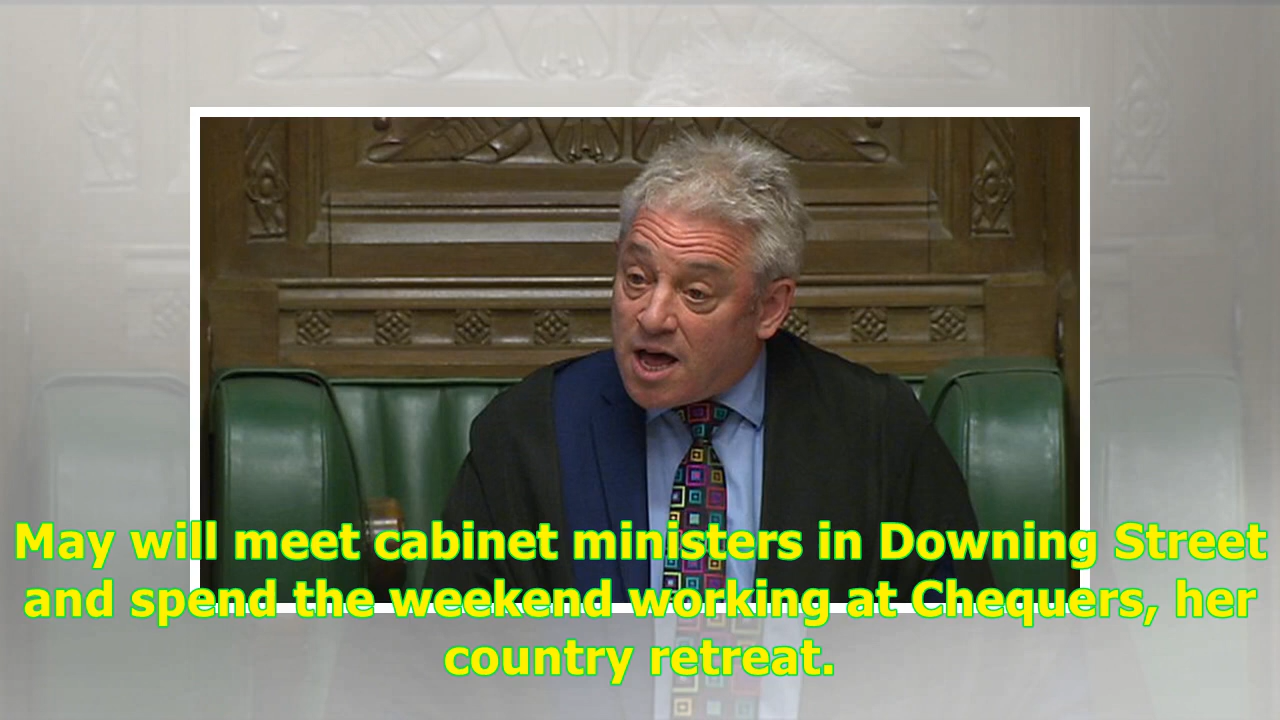 May will meet cabinet ministers in Downing Street
and spend the weekend working at Chequers, her
country retreat.